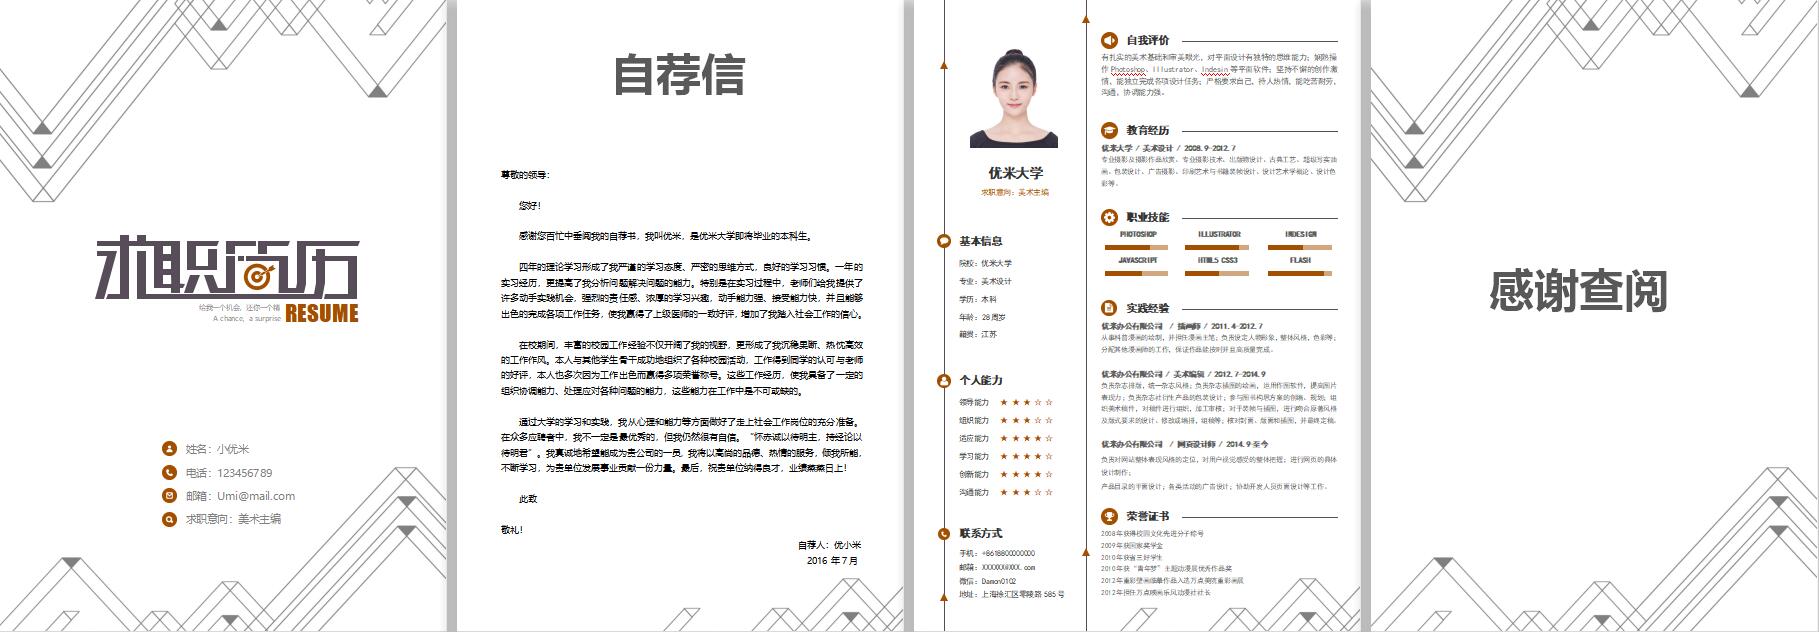 求职简历
给我一个机会，还你一个精
A chance, a surprise
RESUME
姓名：小优米
电话：123456789
邮箱：Umi@mail.com
求职意向：美术主编
自荐信
尊敬的领导：
您好！
感谢您百忙中垂阅我的自荐书，我叫优米，是优米大学即将毕业的本科生。
四年的理论学习形成了我严谨的学习态度、严密的思维方式，良好的学习习惯。一年的
实习经历，更提高了我分析问题解决问题的能力。特别是在实习过程中，老师们给我提供了
许多动手实践机会，强烈的责任感、浓厚的学习兴趣，动手能力强、接受能力快，并且能够
出色的完成各项工作任务，使我赢得了上级医师的一致好评，增加了我踏入社会工作的信心。
在校期间，丰富的校园工作经验不仅开阔了我的视野，更形成了我沉稳果断、热忱高效
的工作作风。本人与其他学生骨干成功地组织了各种校园活动，工作得到同学的认可与老师
的好评，本人也多次因为工作出色而赢得多项荣誉称号。这些工作经历，使我具备了一定的
组织协调能力、处理应对各种问题的能力，这些能力在工作中是不可或缺的。
通过大学的学习和实践，我从心理和能力等方面做好了走上社会工作岗位的充分准备。
在众多应聘者中，我不一定是最优秀的，但我仍然很有自信。“怀赤诚以待明主，持经论以
待明君”。我真诚地希望能成为贵公司的一员，我将以高尚的品德、热情的服务，倾我所能，
不断学习，为贵单位发展事业贡献一份力量。最后，祝贵单位纳得良才，业绩蒸蒸日上！
此致
敬礼！
自荐人：优小米
2016 年 7 月
优米大学
求职意向：美术主编
基本信息
院校：优米大学
专业：美术设计
学历：本科
年龄：28 周岁
籍贯：江苏
个人能力
领导能力 ★ ★ ★ ☆ ☆
组织能力 ★ ★ ★ ☆ ☆
适应能力 ★ ★ ★ ★ ☆
学习能力 ★ ★ ★ ★ ☆
创新能力 ★ ★ ★ ★ ☆
沟通能力 ★ ★ ★ ☆ ☆
联系方式
手机：+8618800000000
邮箱：XXXXXX@XXX.com
微信：Damon0102
地址：上海徐汇区零陵路 585 号
自我评价
有扎实的美术基础和审美眼光，对平面设计有独特的思维能力；娴熟操
作 Photoshop、Illustrator、Indesin 等平面软件；坚持不懈的创作激
情，能独立完成各项设计任务；严格要求自己，待人热情，能吃苦耐劳，
沟通，协调能力强。
教育经历
优米大学 / 美术设计 / 2008.9-2012.7
专业摄影及摄影作品欣赏、专业摄影技术、出版物设计、古典工艺、超级写实油
画、包装设计、广告摄影、印刷艺术与书籍装帧设计、设计艺术学概论、设计色
彩等。
职业技能
PHOTOSHOP ILLUSTRATOR INDESIGN
JAVASCRIPT HTML5 CSS3 FLASH
实践经验
优米办公有限公司 / 插画师 / 2011.4-2012.7
从事科普漫画的绘制，并担任漫画主笔；负责设定人物形象，整体风格，色彩等；
分配其他漫画师的工作，保证作品能按时并且高质量完成。
优米办公有限公司 / 美术编辑 / 2012.7-2014.9
负责杂志排版，统一杂志风格；负责杂志插图的绘画，运用作图软件，提高图片
表现力；负责杂志社衍生产品的包装设计；参与图书构思方案的创编、规划；组
织美术稿件，对稿件进行组织，加工审核；对于装帧与插图，进行吻合原著风格
及版式要求的设计、修改或编排，组稿等；核对封面、版面和插图，并最终定稿。
优米办公有限公司 / 网页设计师 / 2014.9 至今
负责对网站整体表现风格的定位，对用户视觉感受的整体把握；进行网页的具体
设计制作；
产品目录的平面设计；各类活动的广告设计；协助开发人员页面设计等工作。
荣誉证书
2008年获得校园文化先进分子称号
2009年获国家奖学金
2010年获省三好学生
2010年获“青年梦”主题动漫展优秀作品奖
2012年重彩壁画临摹作品入选万点美院重彩画展
2012年担任万点映画乐风动漫社社长
感谢查阅